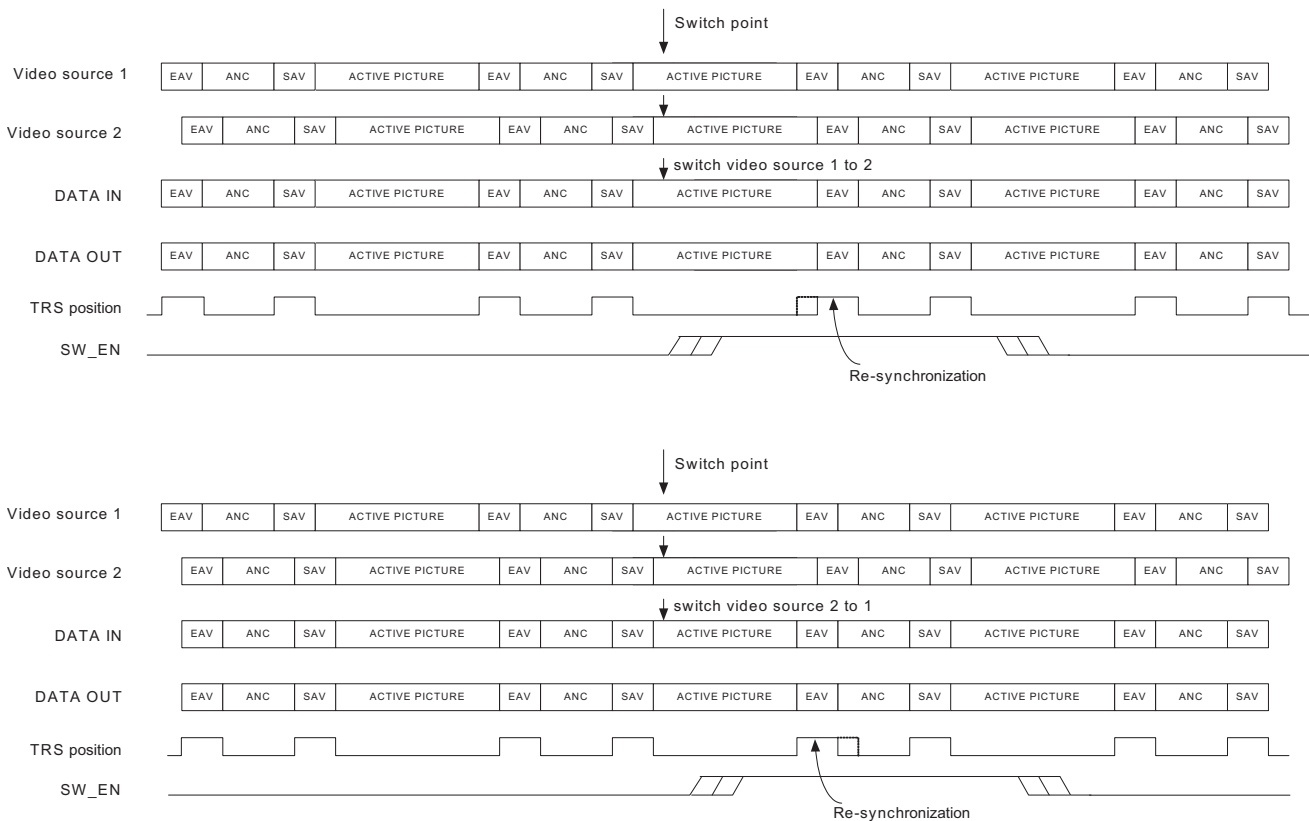 Switch point
Video source 1 EAV ANC SAV ACTIVE PICTURE EAV ANC SAV ACTIVE PICTURE EAV ANC SAV ACTIVE PICTURE EAV ANC SAV
Video source 2 EAV ANC SAV ACTIVE PICTURE EAV ANC SAV ACTIVE PICTURE EAV ANC SAV ACTIVE PICTURE EAV ANC SAV
switch video source 1 to 2
DATA IN EAV ANC SAV ACTIVE PICTURE EAV ANC SAV ACTIVE PICTURE EAV ANC SAV ACTIVE PICTURE EAV ANC SAV
DATA OUT EAV ANC SAV ACTIVE PICTURE EAV ANC SAV ACTIVE PICTURE EAV ANC SAV ACTIVE PICTURE EAV ANC SAV
TRS position
SW_EN
Re-synchronization
Switch point
Video source 1 EAV ANC SAV ACTIVE PICTURE EAV ANC SAV ACTIVE PICTURE EAV ANC SAV ACTIVE PICTURE EAV ANC SAV
Video source 2 EAV ANC SAV ACTIVE PICTURE EAV ANC SAV ACTIVE PICTURE EAV ANC SAV ACTIVE PICTURE EAV ANC SAV
switch video source 2 to 1
DATA IN EAV ANC SAV ACTIVE PICTURE EAV ANC SAV ACTIVE PICTURE EAV ANC SAV ACTIVE PICTURE EAV ANC SAV
DATA OUT EAV ANC SAV ACTIVE PICTURE EAV ANC SAV ACTIVE PICTURE EAV ANC SAV ACTIVE PICTURE EAV ANC SAV
TRS position
SW_EN
Re-synchronization